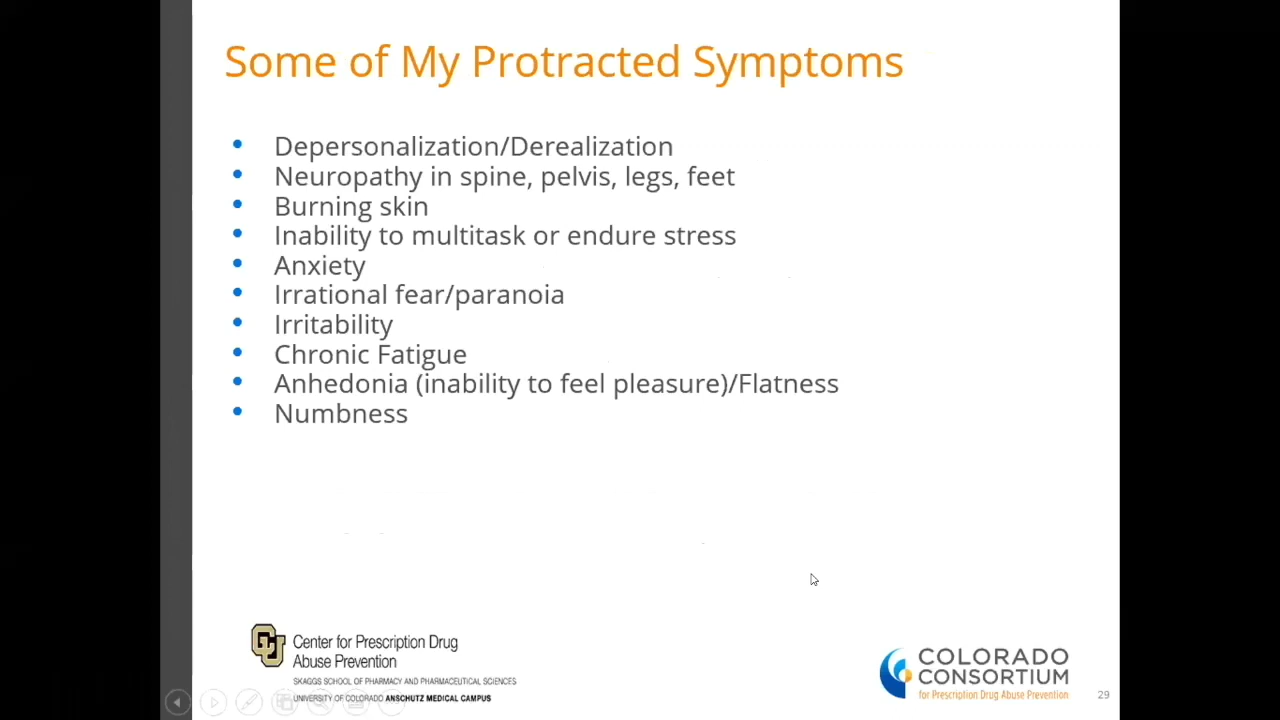 Some of My Protracted Symptoms
• Depersonalization/Derealization
• Neuropathy in spine, pelvis, legs, feet
• Burning skin
• Inability to multitask or endure stress
• Anxiety
• Irrational fear/paranoia
• Irritability
• Chronic Fatigue
• Anhedonia (inability to feel pleasure)/Flatness
• Numbness
CU
Center for Prescription Drug
Abuse Prevention
SKAGGS SCHOOL OF PHARMACY AND PHARMACEUTICAL SCIENCES
UNIVERSITY OF COLORADO ANSCHUTZ MEDICAL CAMPUS
COLORADO
CONSORTIUM
for Prescription Drug Abuse Prevention
29